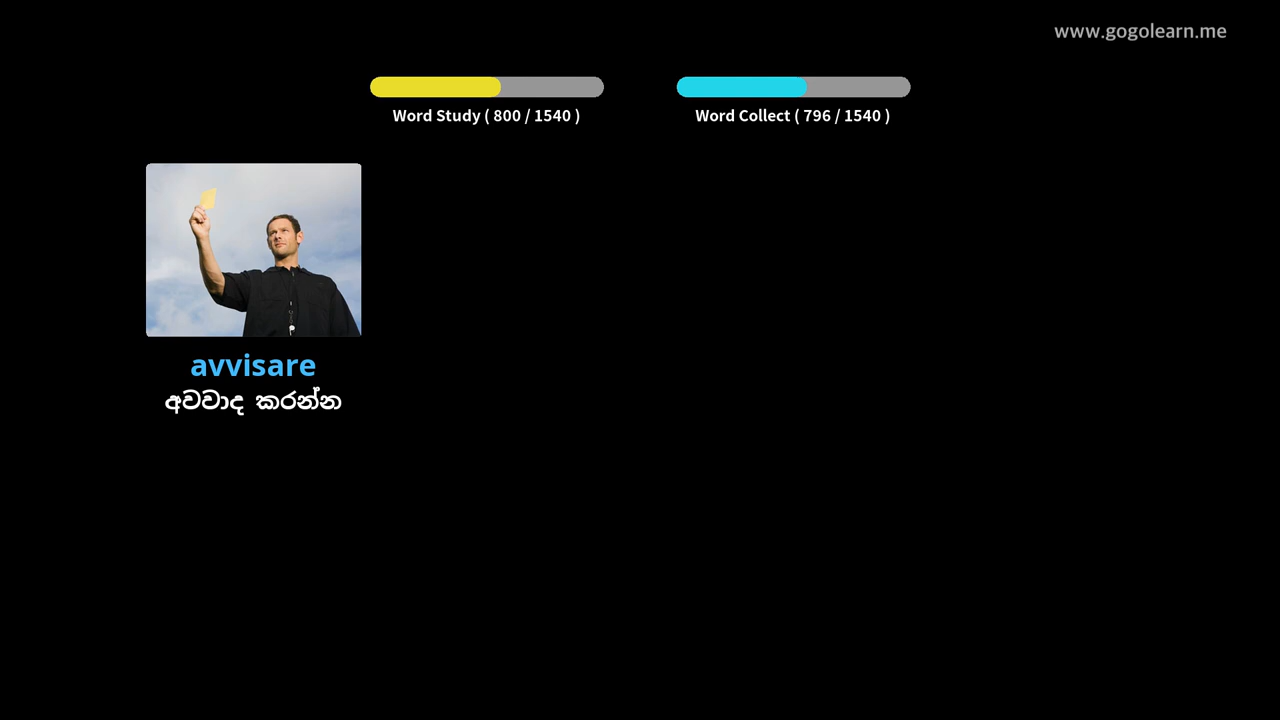 www.gogolearn.me
Word Study ( 800 / 1540 )
Word Collect ( 796 / 1540 )
avvisare
අවවාද කරන්න